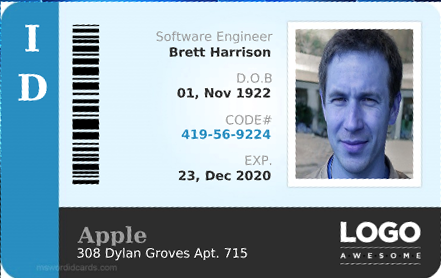 I
D
Software Engineer
Brett Harrison
D.O.B
01, Nov 1922
CODE#
419-56-9224
EXP.
23, Dec 2020
Apple
308 Dylan Groves Apt. 715
LOGO
AWESOME
mswordidcards.com